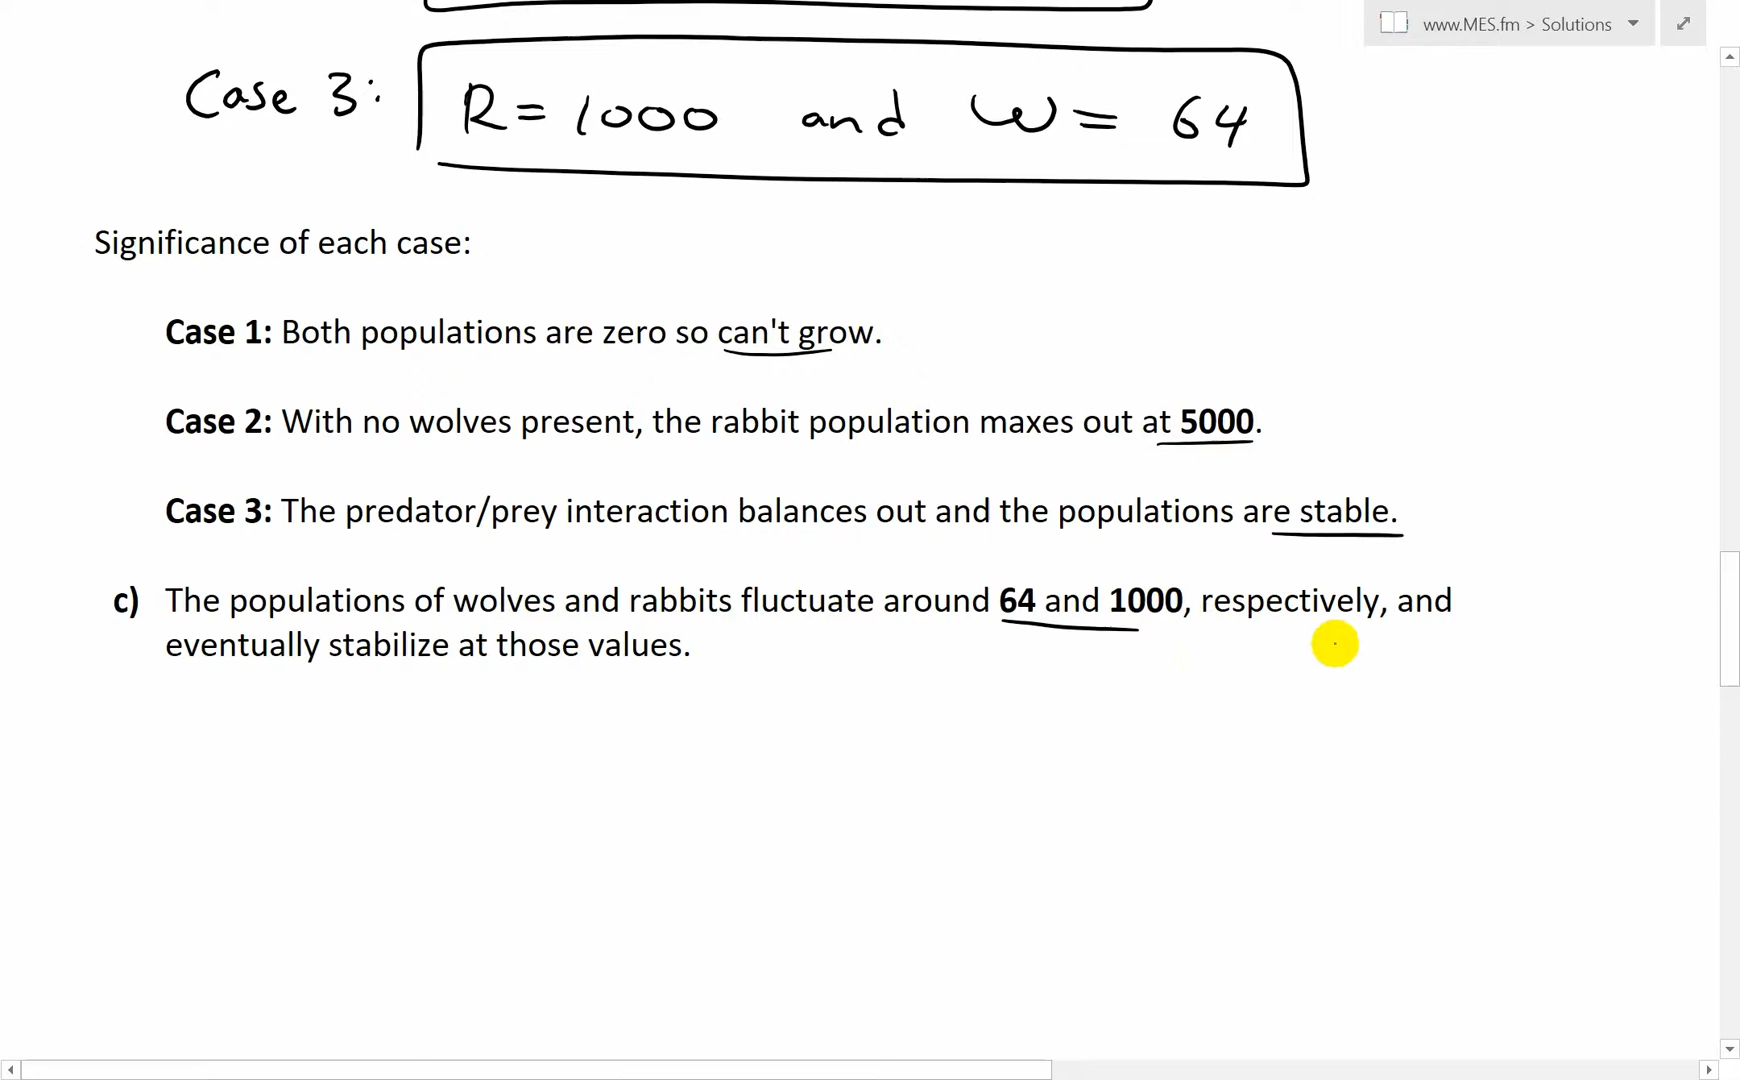 www.MES.fm > Solutions
Case 3: R = 1000 and W = 64
Significance of each case:
Case 1: Both populations are zero so can't grow.
Case 2: With no wolves present, the rabbit population maxes out at 5000.
Case 3: The predator/prey interaction balances out and the populations are stable.
c) The populations of wolves and rabbits fluctuate around 64 and 1000, respectively, and
eventually stabilize at those values.